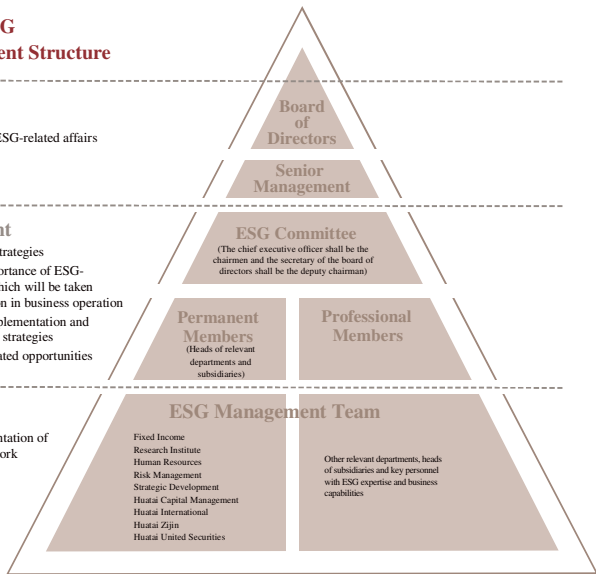 G
ent Structure
Board
of
Directors
ESG-related affairs
Senior
Management
nt
trategies
ortance of ESG-
hich will be taken
on in business operation
plementation and
strategies
ated opportunities
ESG Committee
(The chief executive officer shall be the
chairmen and the secretary of the board of
directors shall be the deputy chairman)
Permanent
Members
(Heads of relevant
departments and
subsidiaries)
Professional
Members
ESG Management Team
ntation of
ork
Fixed Income
Research Institute
Human Resources
Risk Management
Strategic Development
Huatai Capital Management
Huatai International
Huatai Zijin
Huatai United Securities
Other relevant departments, heads
of subsidiaries and key personnel
with ESG expertise and business
capabilities